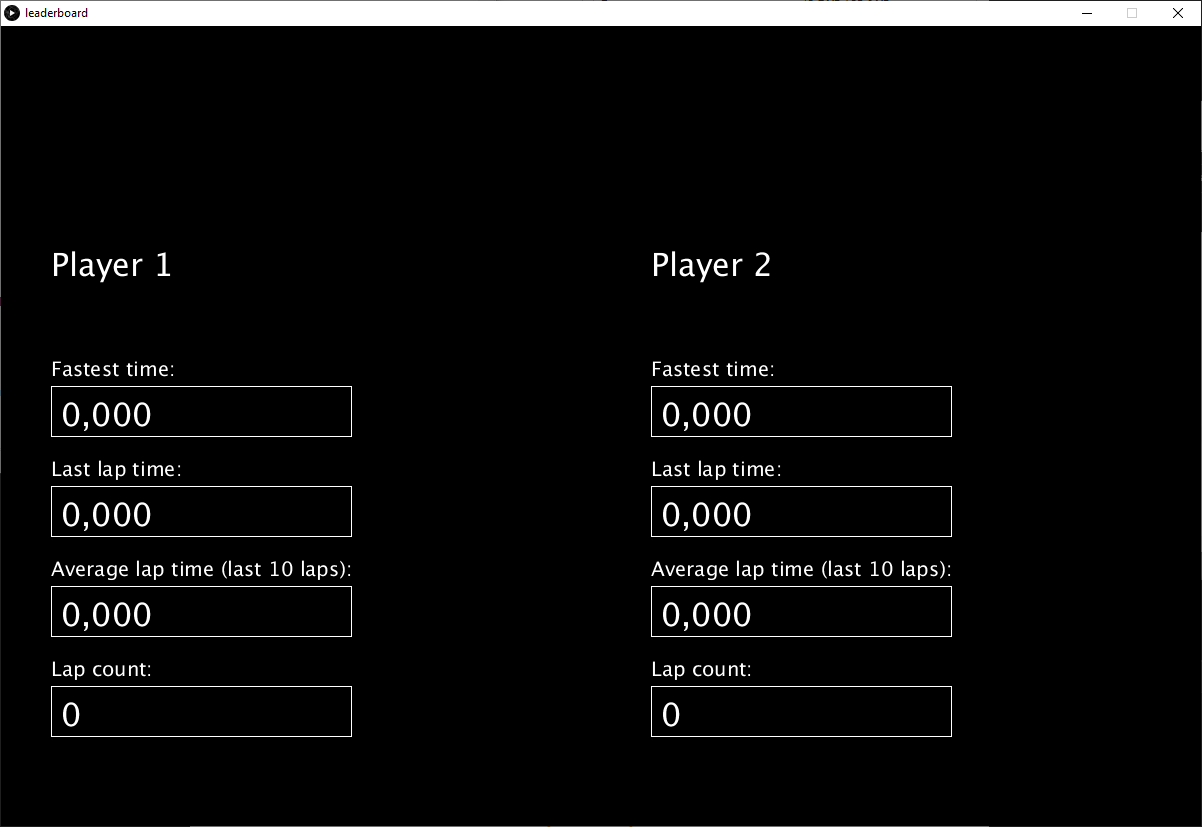 leaderboard
Player 1
Fastest time:
0,000
Last lap time:
0,000
Average lap time (last 10 laps):
0,000
Lap count:
0
Player 2
Fastest time:
0,000
Last lap time:
0,000
Average lap time (last 10 laps):
0,000
Lap count:
0